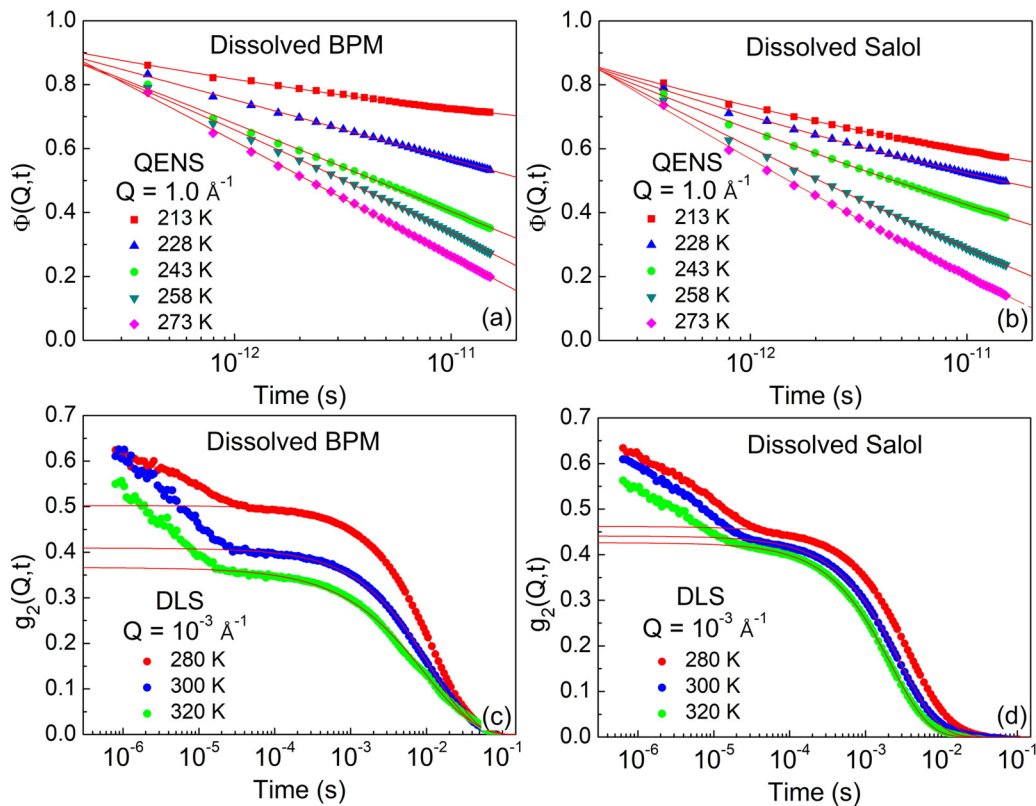 1.0
0.8
0.6
0.4
0.2
0.0
Φ(Q,t)
Dissolved BPM
QENS
Q = 1.0 Å⁻¹
213 K
228 K
243 K
258 K
273 K
(a)
10⁻¹²
10⁻¹¹
Time (s)
1.0
0.8
0.6
0.4
0.2
0.0
Φ(Q,t)
Dissolved Salol
QENS
Q = 1.0 Å⁻¹
213 K
228 K
243 K
258 K
273 K
(b)
10⁻¹²
10⁻¹¹
Time (s)
0.7
0.6
0.5
0.4
0.3
0.2
0.1
0.0
g₂(Q,t)
Dissolved BPM
DLS
Q = 10⁻³ Å⁻¹
280 K
300 K
320 K
(c)
10⁻⁶
10⁻⁵
10⁻⁴
10⁻³
10⁻²
10⁻¹
Time (s)
0.7
0.6
0.5
0.4
0.3
0.2
0.1
0.0
g₂(Q,t)
Dissolved Salol
DLS
Q = 10⁻³ Å⁻¹
280 K
300 K
320 K
(d)
10⁻⁶
10⁻⁵
10⁻⁴
10⁻³
10⁻²
10⁻¹
Time (s)